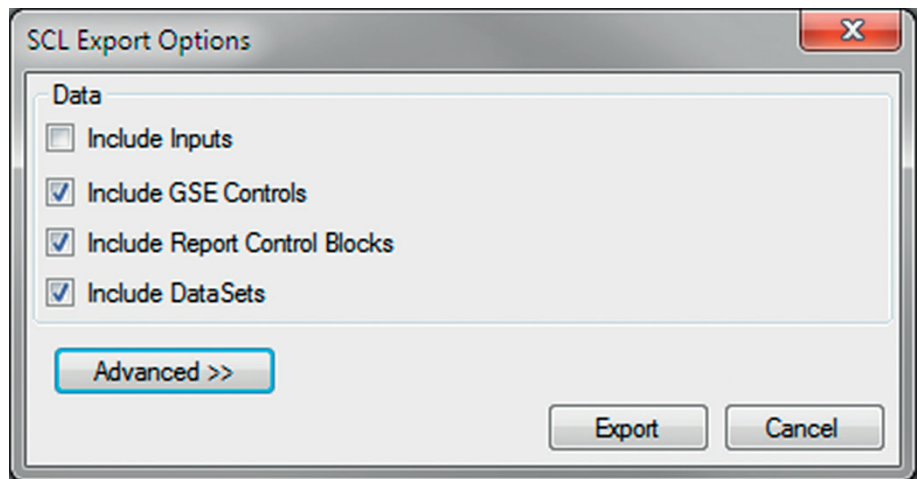 SCL Export Options
Data
Include Inputs
Include GSE Controls
Include Report Control Blocks
Include DataSets
Advanced >>
Export Cancel